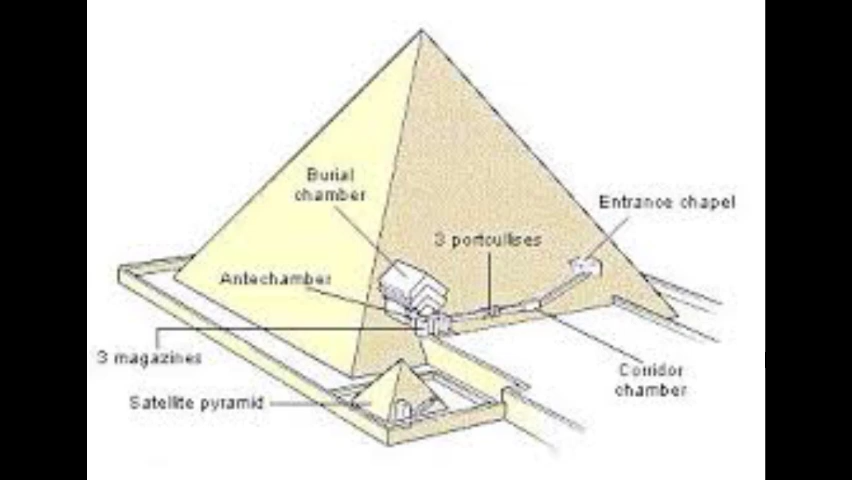 Burial
chamber
Entrance chapel
3 portcullises
Antechamber
3 magazines
Corridor
chamber
Satellite pyramid